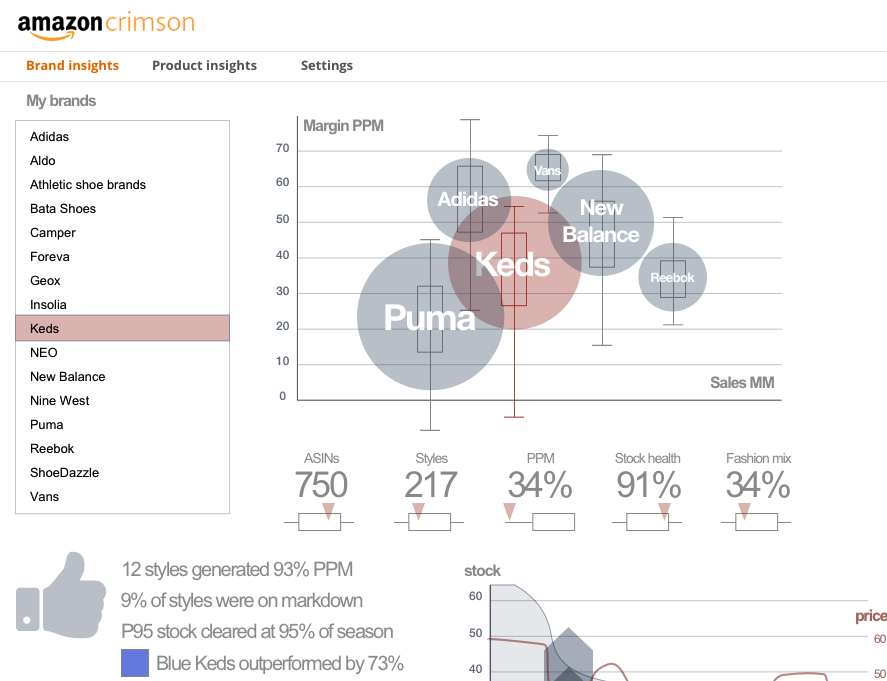 amazon crimson
Brand insights Product insights Settings
My brands
Adidas
Aldo
Athletic shoe brands
Bata Shoes
Camper
Foreva
Geox
Insolia
Keds
NEO
New Balance
Nine West
Puma
Reebok
ShoeDazzle
Vans
Margin PPM
70
60
50
40
30
20
10
0
Vans
Adidas
New
Balance
Keds
Reebok
Puma
Sales MM
ASINs Styles PPM Stock health Fashion mix
750 217 34% 91% 34%
12 styles generated 93% PPM
9% of styles were on markdown
P95 stock cleared at 95% of season
Blue Keds outperformed by 73%
stock
60
50
40
price
60
50